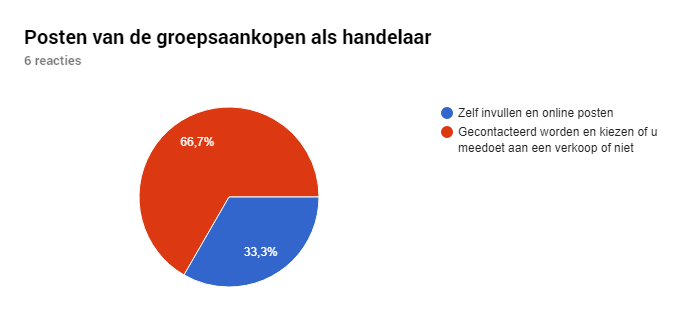 Posten van de groepsaankopen als handelaar
6 reacties
66,7%
33,3%
Zelf invullen en online posten
Gecontacteerd worden en kiezen of u
meedoet aan een verkoop of niet